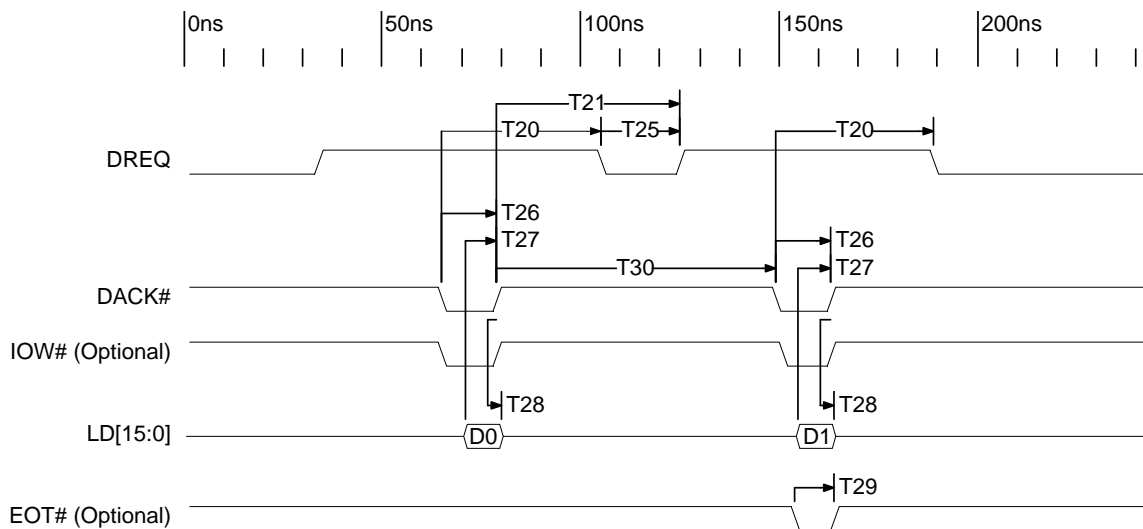 0ns 50ns 100ns 150ns 200ns
T21
T20 T25 T20
DREQ
T26
T27 T26
T30 T27
DACK#
IOW# (Optional)
T28 T28
LD[15:0] D0 D1
T29
EOT# (Optional)